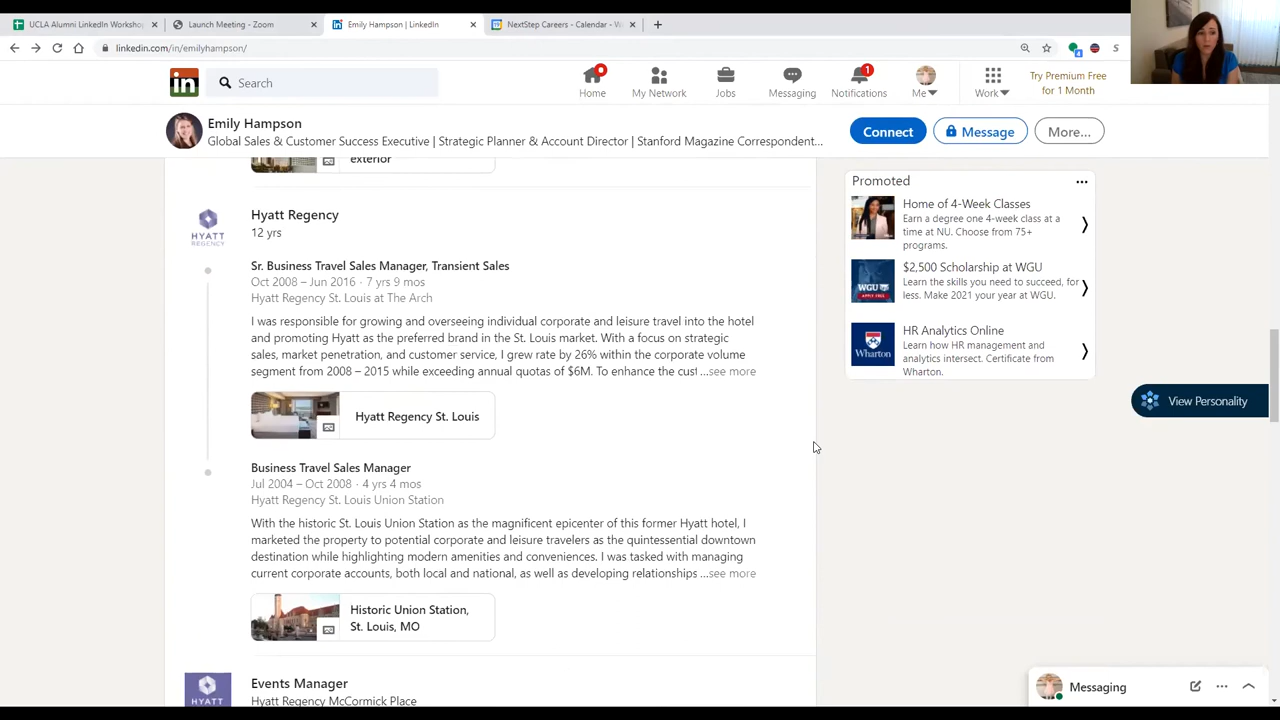 UCLA Alumni LinkedIn Worksho
Launch Meeting - Zoom
Emily Hampson | LinkedIn
NextStep Careers - Calendar - W
linkedin.com/in/emilyhampson/
in
Search
Home
My Network
Jobs
Messaging
1
Notifications
Me
Work
Try Premium Free
for 1 Month
Emily Hampson
Global Sales & Customer Success Executive | Strategic Planner & Account Director | Stanford Magazine Correspondent...
Connect
Message
More...
exterior
HYATT
REGENCY
Hyatt Regency
12 yrs
Sr. Business Travel Sales Manager, Transient Sales
Oct 2008 – Jun 2016 · 7 yrs 9 mos
Hyatt Regency St. Louis at The Arch
I was responsible for growing and overseeing individual corporate and leisure travel into the hotel
and promoting Hyatt as the preferred brand in the St. Louis market. With a focus on strategic
sales, market penetration, and customer service, I grew rate by 26% within the corporate volume
segment from 2008 – 2015 while exceeding annual quotas of $6M. To enhance the cust ...see more
Hyatt Regency St. Louis
Business Travel Sales Manager
Jul 2004 – Oct 2008 · 4 yrs 4 mos
Hyatt Regency St. Louis Union Station
With the historic St. Louis Union Station as the magnificent epicenter of this former Hyatt hotel, I
marketed the property to potential corporate and leisure travelers as the quintessential downtown
destination while highlighting modern amenities and conveniences. I was tasked with managing
current corporate accounts, both local and national, as well as developing relationships ...see more
Historic Union Station,
St. Louis, MO
HYATT
Events Manager
Hyatt Regency McCormick Place
Promoted
Home of 4-Week Classes
Earn a degree one 4-week class at a
time at NU. Choose from 75+
programs.
WGU
APPLY FREE
$2,500 Scholarship at WGU
Learn the skills you need to succeed, for
less. Make 2021 your year at WGU.
Wharton
HR Analytics Online
Learn how HR management and
analytics intersect. Certificate from
Wharton.
View Personality
Messaging